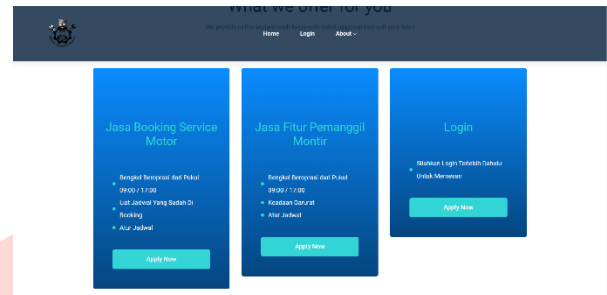 What we offer for you
Home Login About
Jasa Booking Service
Motor
Bengkel Beroprasi dari Pukul
09:00 / 17:00
Liat Jadwal Yang Sudah Di
Booking
Atur Jadwal
Apply Now
Jasa Fitur Pemanggil
Montir
Bengkel Beroprasi dari Pukul
09:00 / 17:00
Keadaan Darurat
Atur Jadwal
Apply Now
Login
Silahkan Login Terlebih Dahulu
Untuk Memesan
Apply Now